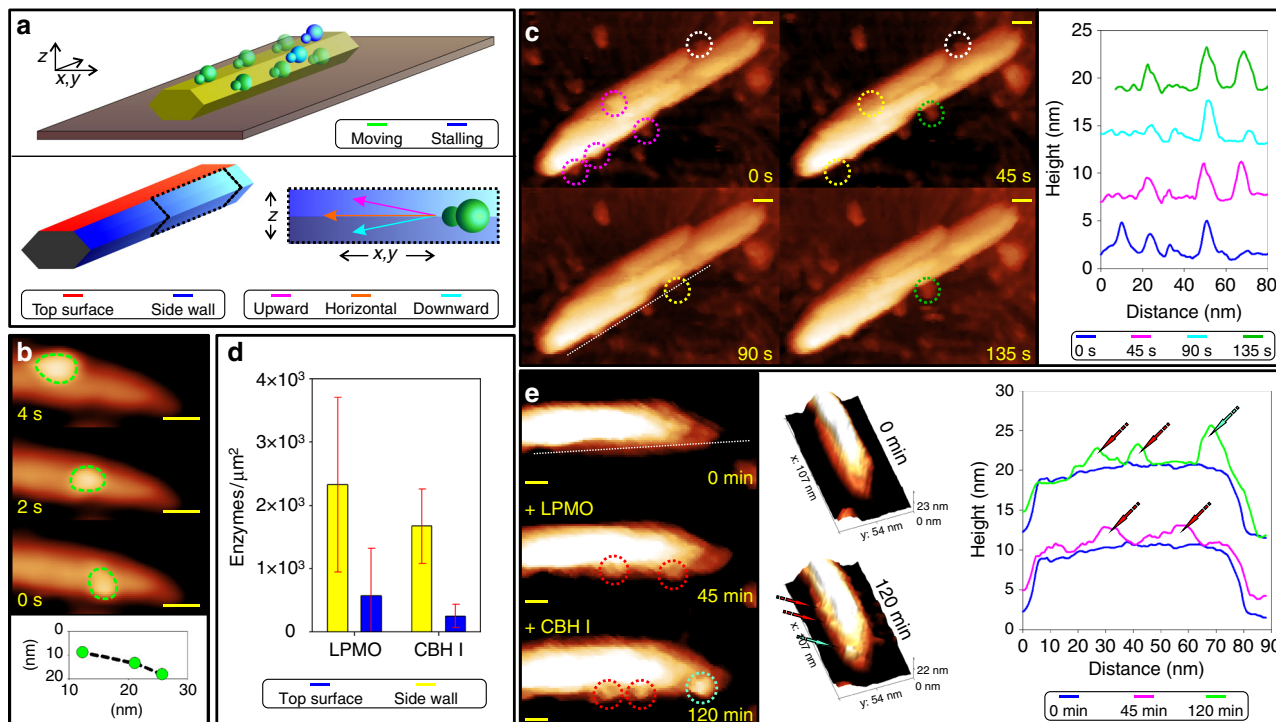 a
z
x,y
Moving Stalling
z
x,y
Top surface Side wall
Upward Horizontal Downward
b
4 s
2 s
0 s
(nm)
10
20
10 20 30
(nm)
c
0 s
45 s
90 s
135 s
Height (nm)
25
20
15
10
5
0
0 20 40 60 80
Distance (nm)
0 s 45 s 90 s 135 s
d
Enzymes/μm²
4×10³
3×10³
2×10³
1×10³
0
LPMO CBH I
Top surface Side wall
e
0 min
+ LPMO
45 min
+ CBH I
120 min
0 min
x: 107 nm
y: 54 nm
23 nm
0 nm
120 min
x: 107 nm
y: 54 nm
22 nm
0 nm
Height (nm)
30
25
20
15
10
5
0
0 10 20 30 40 50 60 70 80 90
Distance (nm)
0 min 45 min 120 min